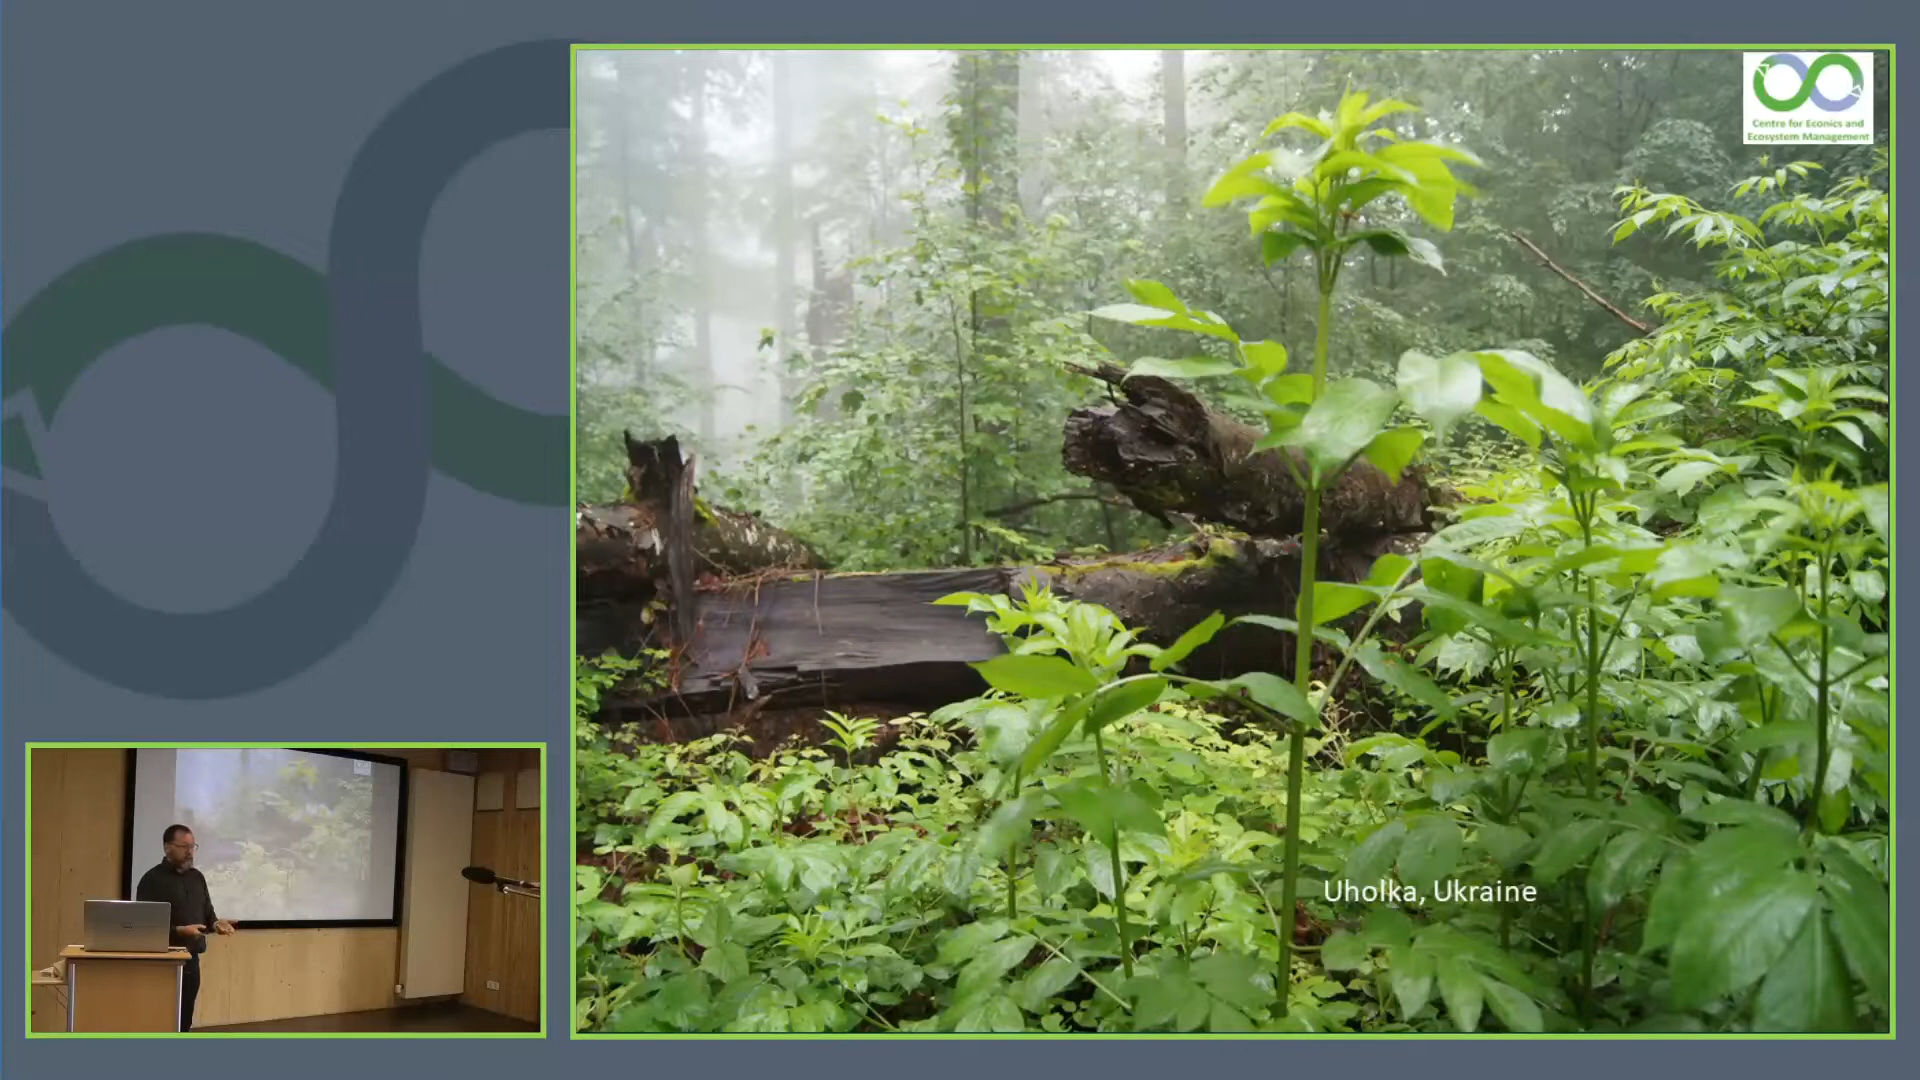 Centre for Econics and
Ecosystem Management
Uholka, Ukraine